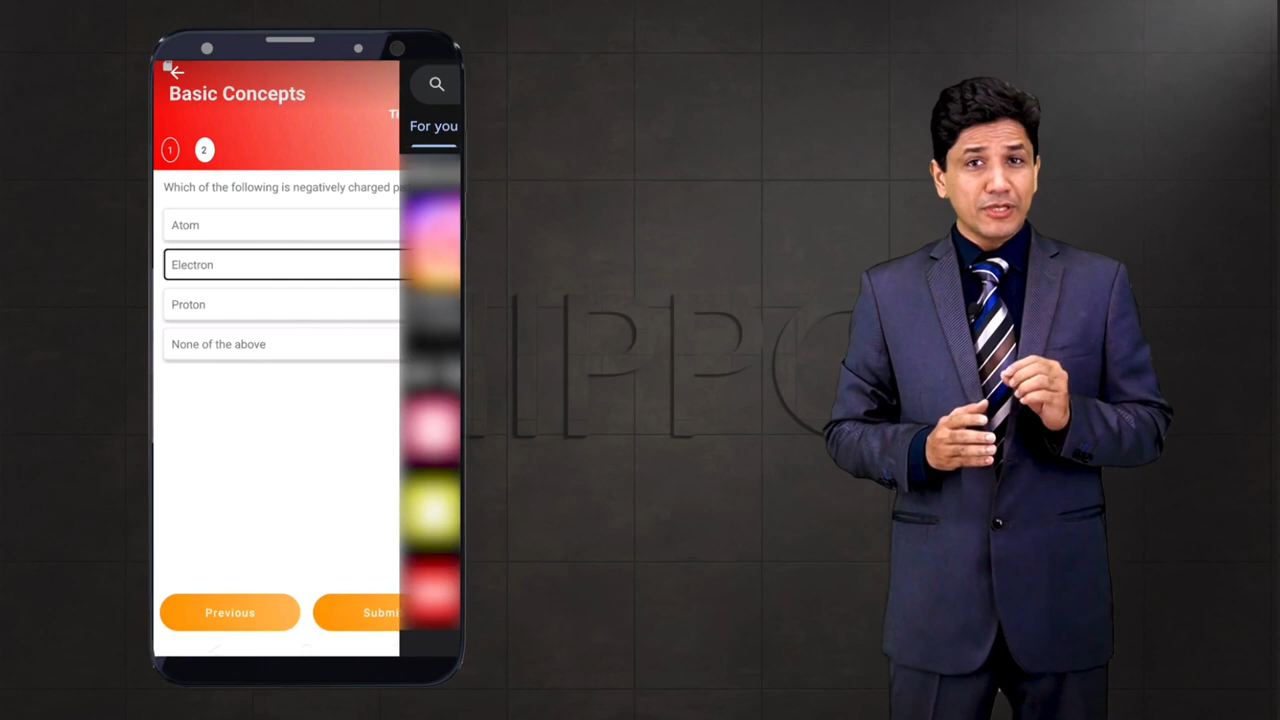 Basic Concepts
For you
1 2
Which of the following is negatively charged
Atom
Electron
Proton
None of the above
Previous